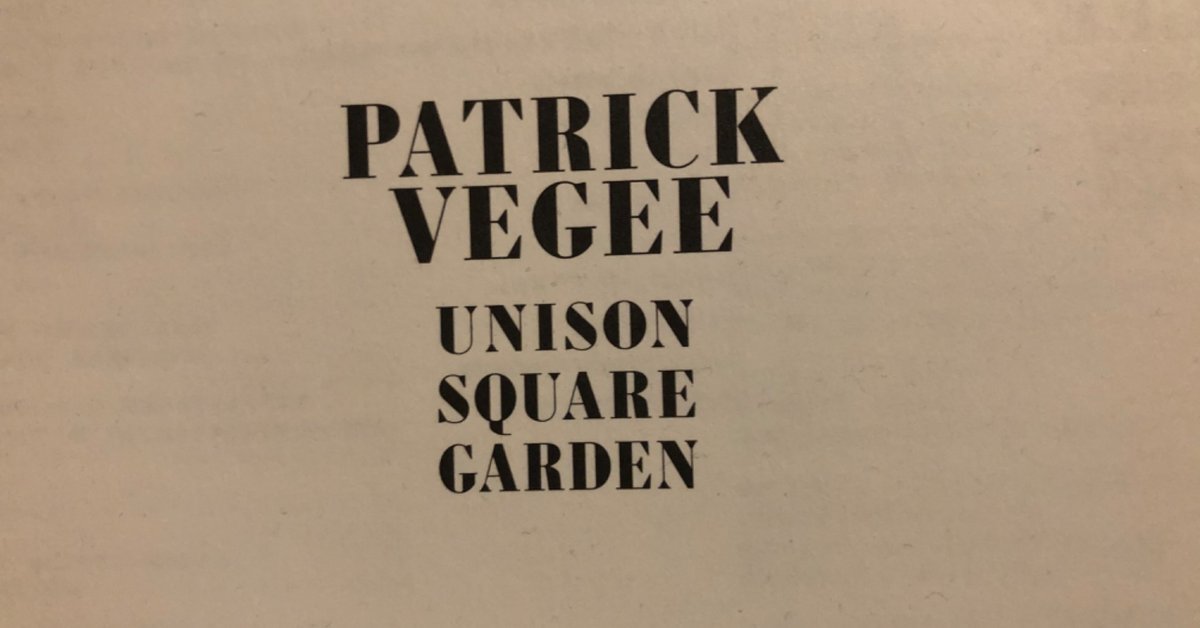 PATRICK
VEGEE
UNISON
SQUARE
GARDEN